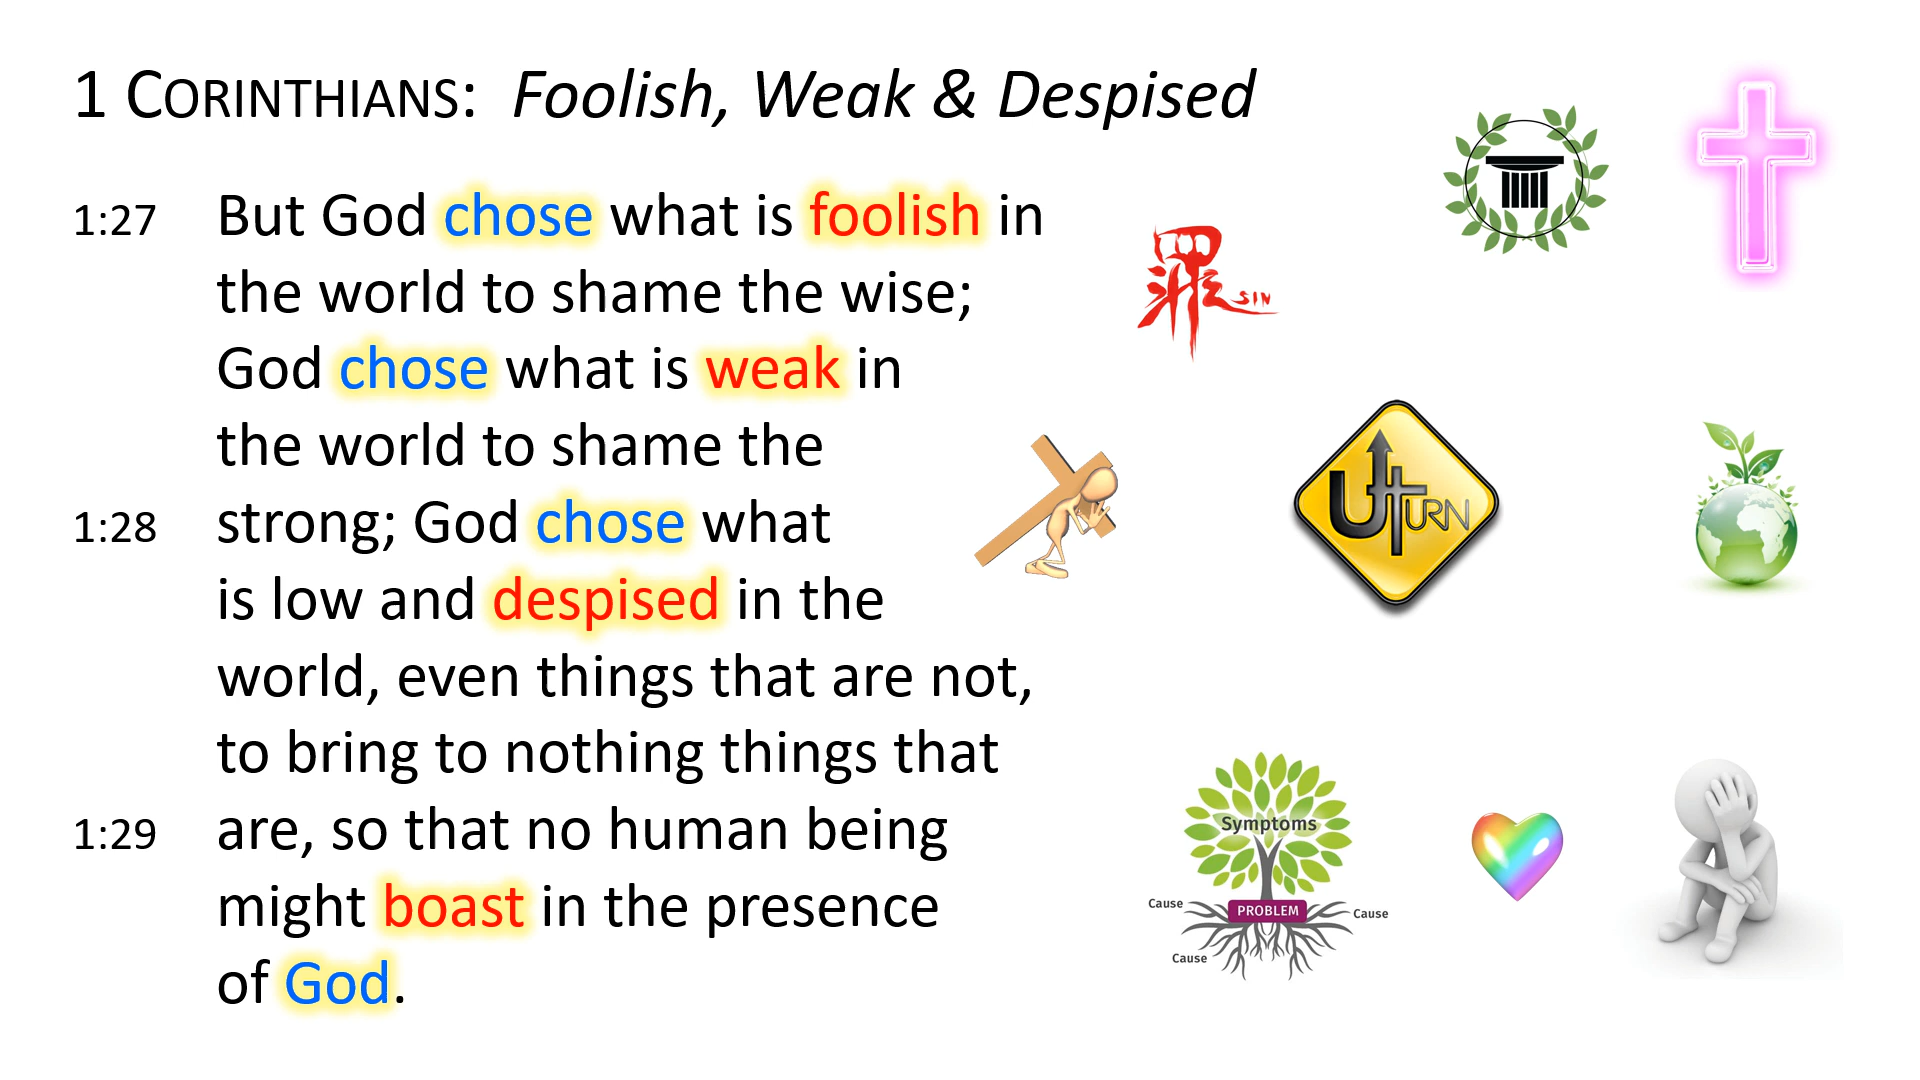 1 CORINTHIANS: Foolish, Weak & Despised
1:27 But God chose what is foolish in
the world to shame the wise;
God chose what is weak in
the world to shame the
1:28 strong; God chose what
is low and despised in the
world, even things that are not,
to bring to nothing things that
1:29 are, so that no human being
might boast in the presence
of God.
罪 SIN
U TURN
Symptoms
PROBLEM
Cause
Cause
Cause